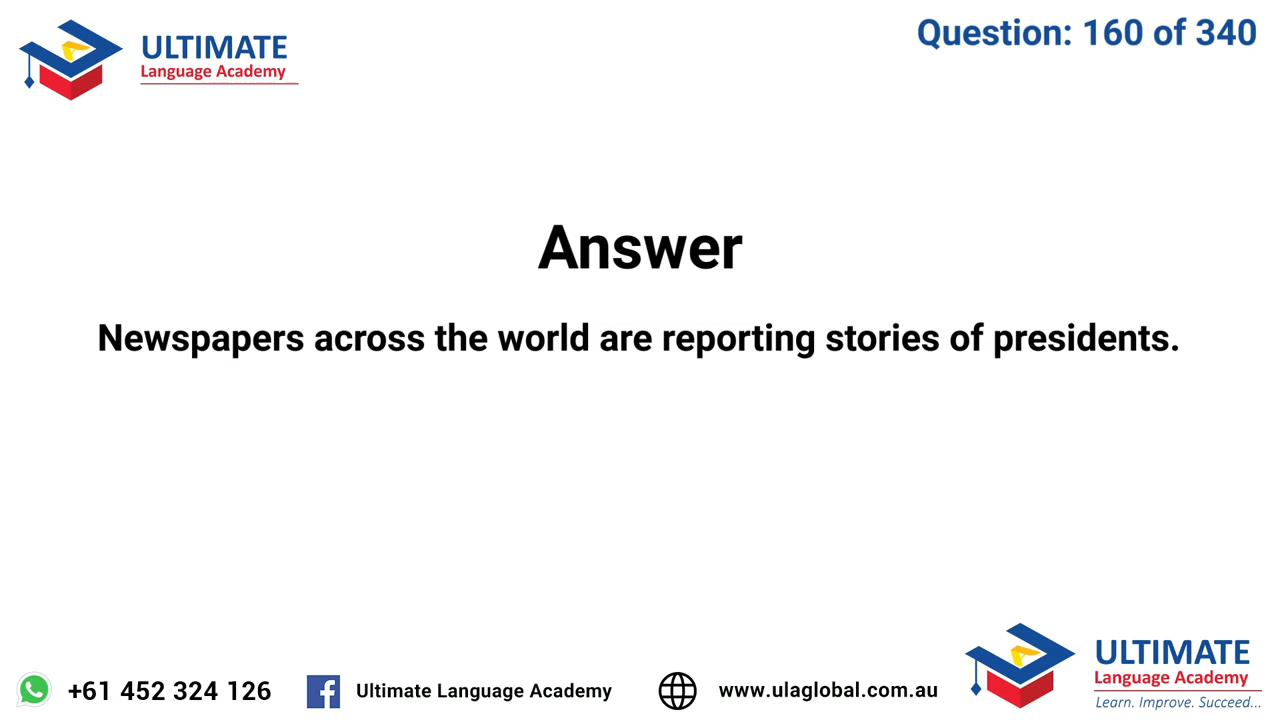 ULTIMATE
Language Academy
Question: 160 of 340
Answer
Newspapers across the world are reporting stories of presidents.
+61 452 324 126
Ultimate Language Academy
www.ulaglobal.com.au
ULTIMATE
Language Academy
Learn. Improve. Succeed...